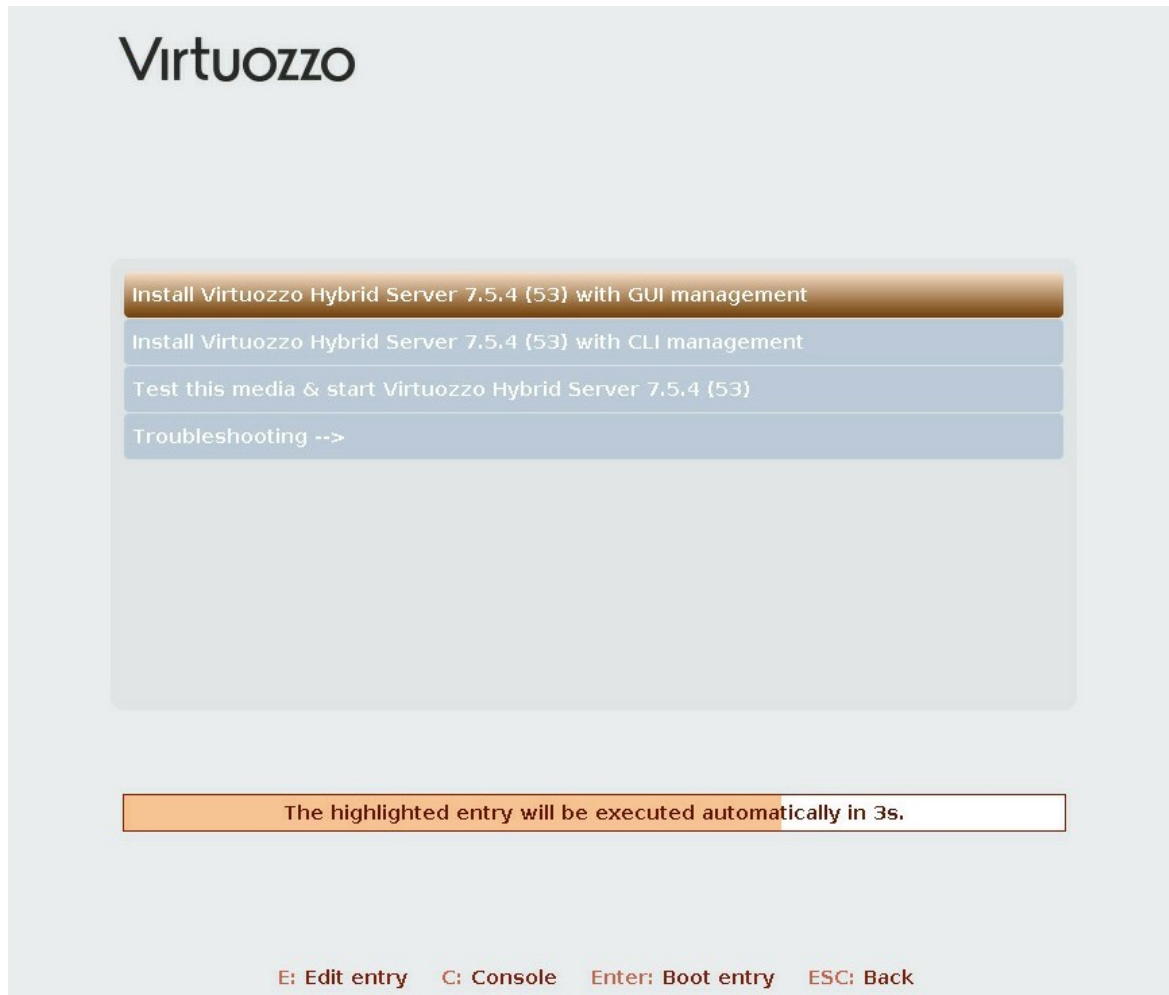 Virtuozzo
Install Virtuozzo Hybrid Server 7.5.4 (53) with GUI management
Install Virtuozzo Hybrid Server 7.5.4 (53) with CLI management
Test this media & start Virtuozzo Hybrid Server 7.5.4 (53)
Troubleshooting -->
The highlighted entry will be executed automatically in 3s.
E: Edit entry C: Console Enter: Boot entry ESC: Back